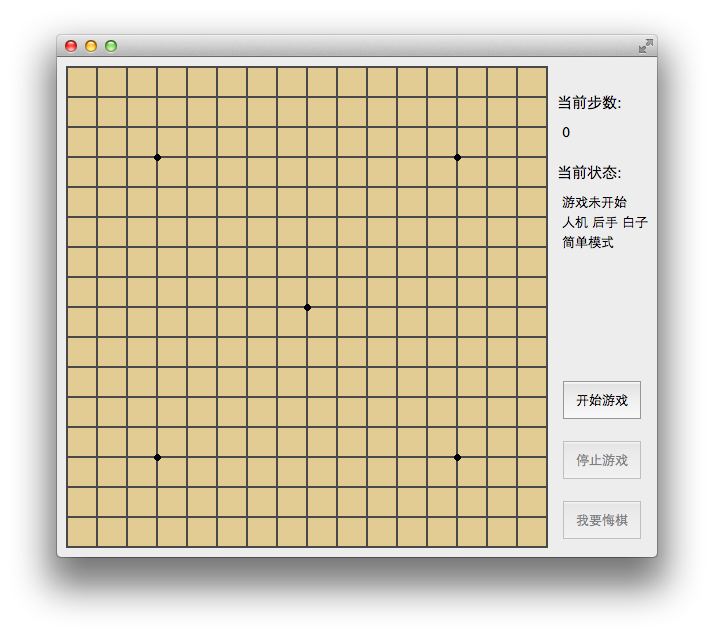 当前步数:
0
当前状态:
游戏未开始
人机 后手 白子
简单模式
开始游戏
停止游戏
我要悔棋